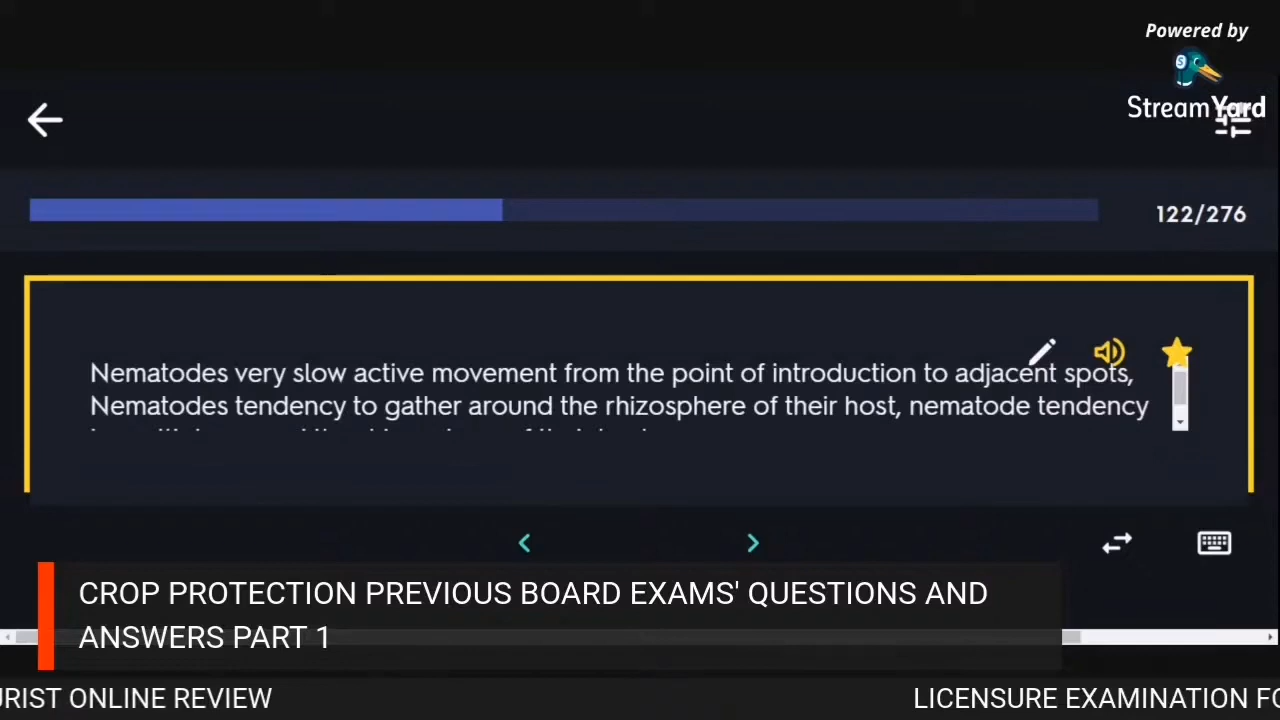 Powered by
StreamYard
122/276
Nematodes very slow active movement from the point of introduction to adjacent spots,
Nematodes tendency to gather around the rhizosphere of their host, nematode tendency
CROP PROTECTION PREVIOUS BOARD EXAMS' QUESTIONS AND
ANSWERS PART 1
URIST ONLINE REVIEW LICENSURE EXAMINATION FO